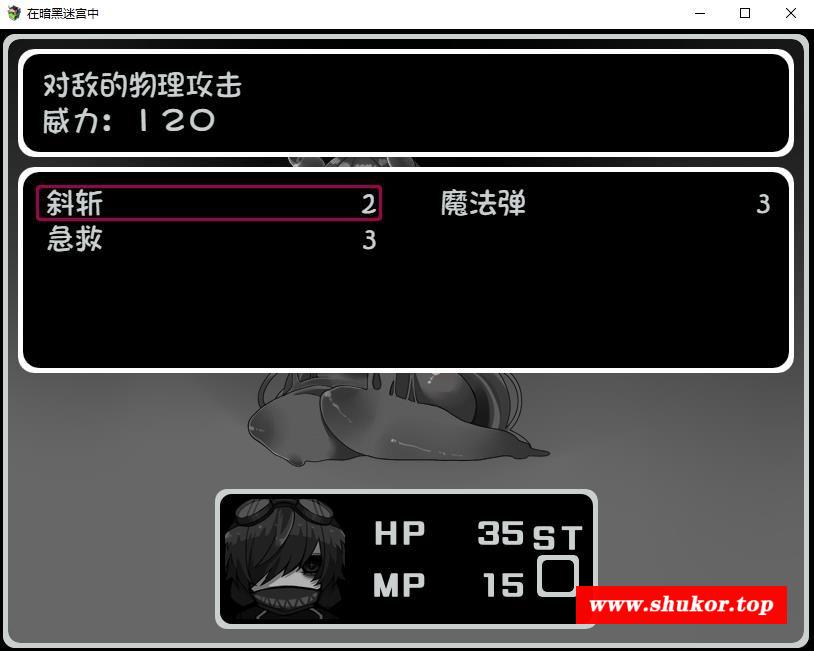 在暗黑迷宫中
对敌的物理攻击
威力：１２０
斜斩 2 魔法弹 3
急救 3
HP 35 ST
MP 15
www.shukor.top